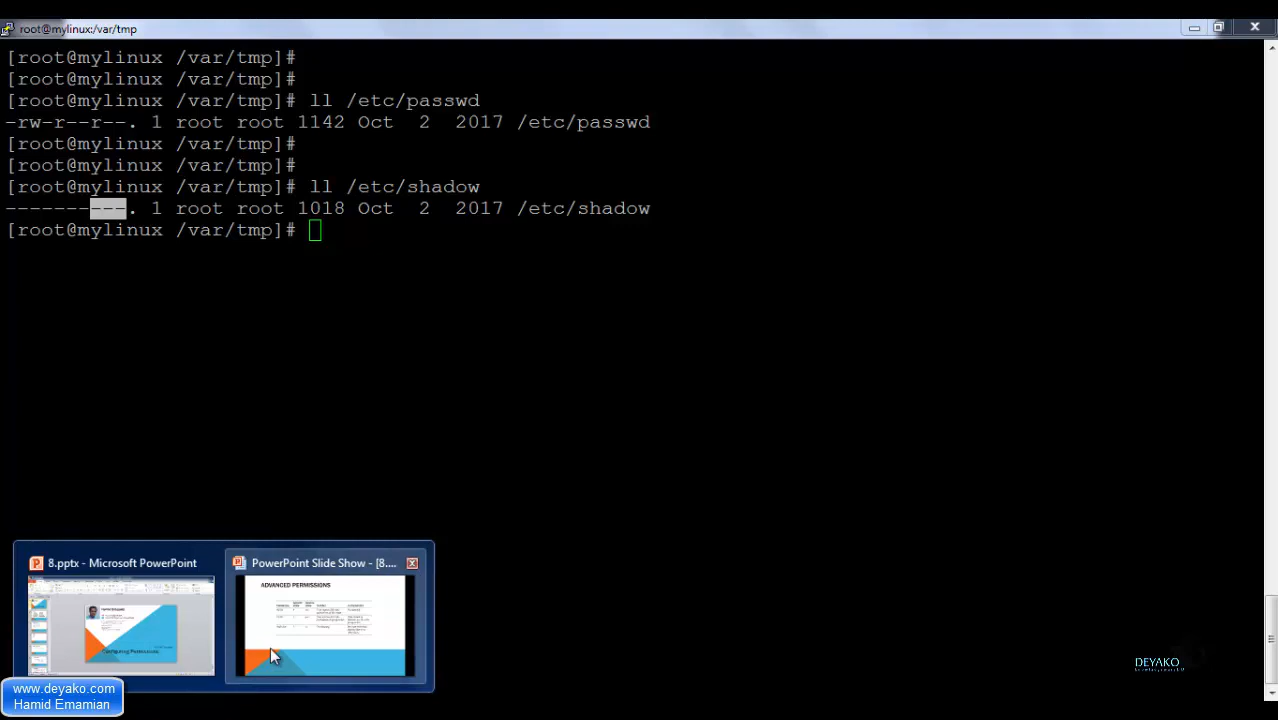 root@mylinux:/var/tmp
[root@mylinux /var/tmp]#
[root@mylinux /var/tmp]#
[root@mylinux /var/tmp]# ll /etc/passwd
-rw-r--r--. 1 root root 1142 Oct 2 2017 /etc/passwd
[root@mylinux /var/tmp]#
[root@mylinux /var/tmp]#
[root@mylinux /var/tmp]# ll /etc/shadow
----------. 1 root root 1018 Oct 2 2017 /etc/shadow
[root@mylinux /var/tmp]#
8.pptx - Microsoft PowerPoint
PowerPoint Slide Show - [8....
ADVANCED PERMISSIONS
Configuring Permissions
DEYAKO
www.deyako.com
Hamid Emamian